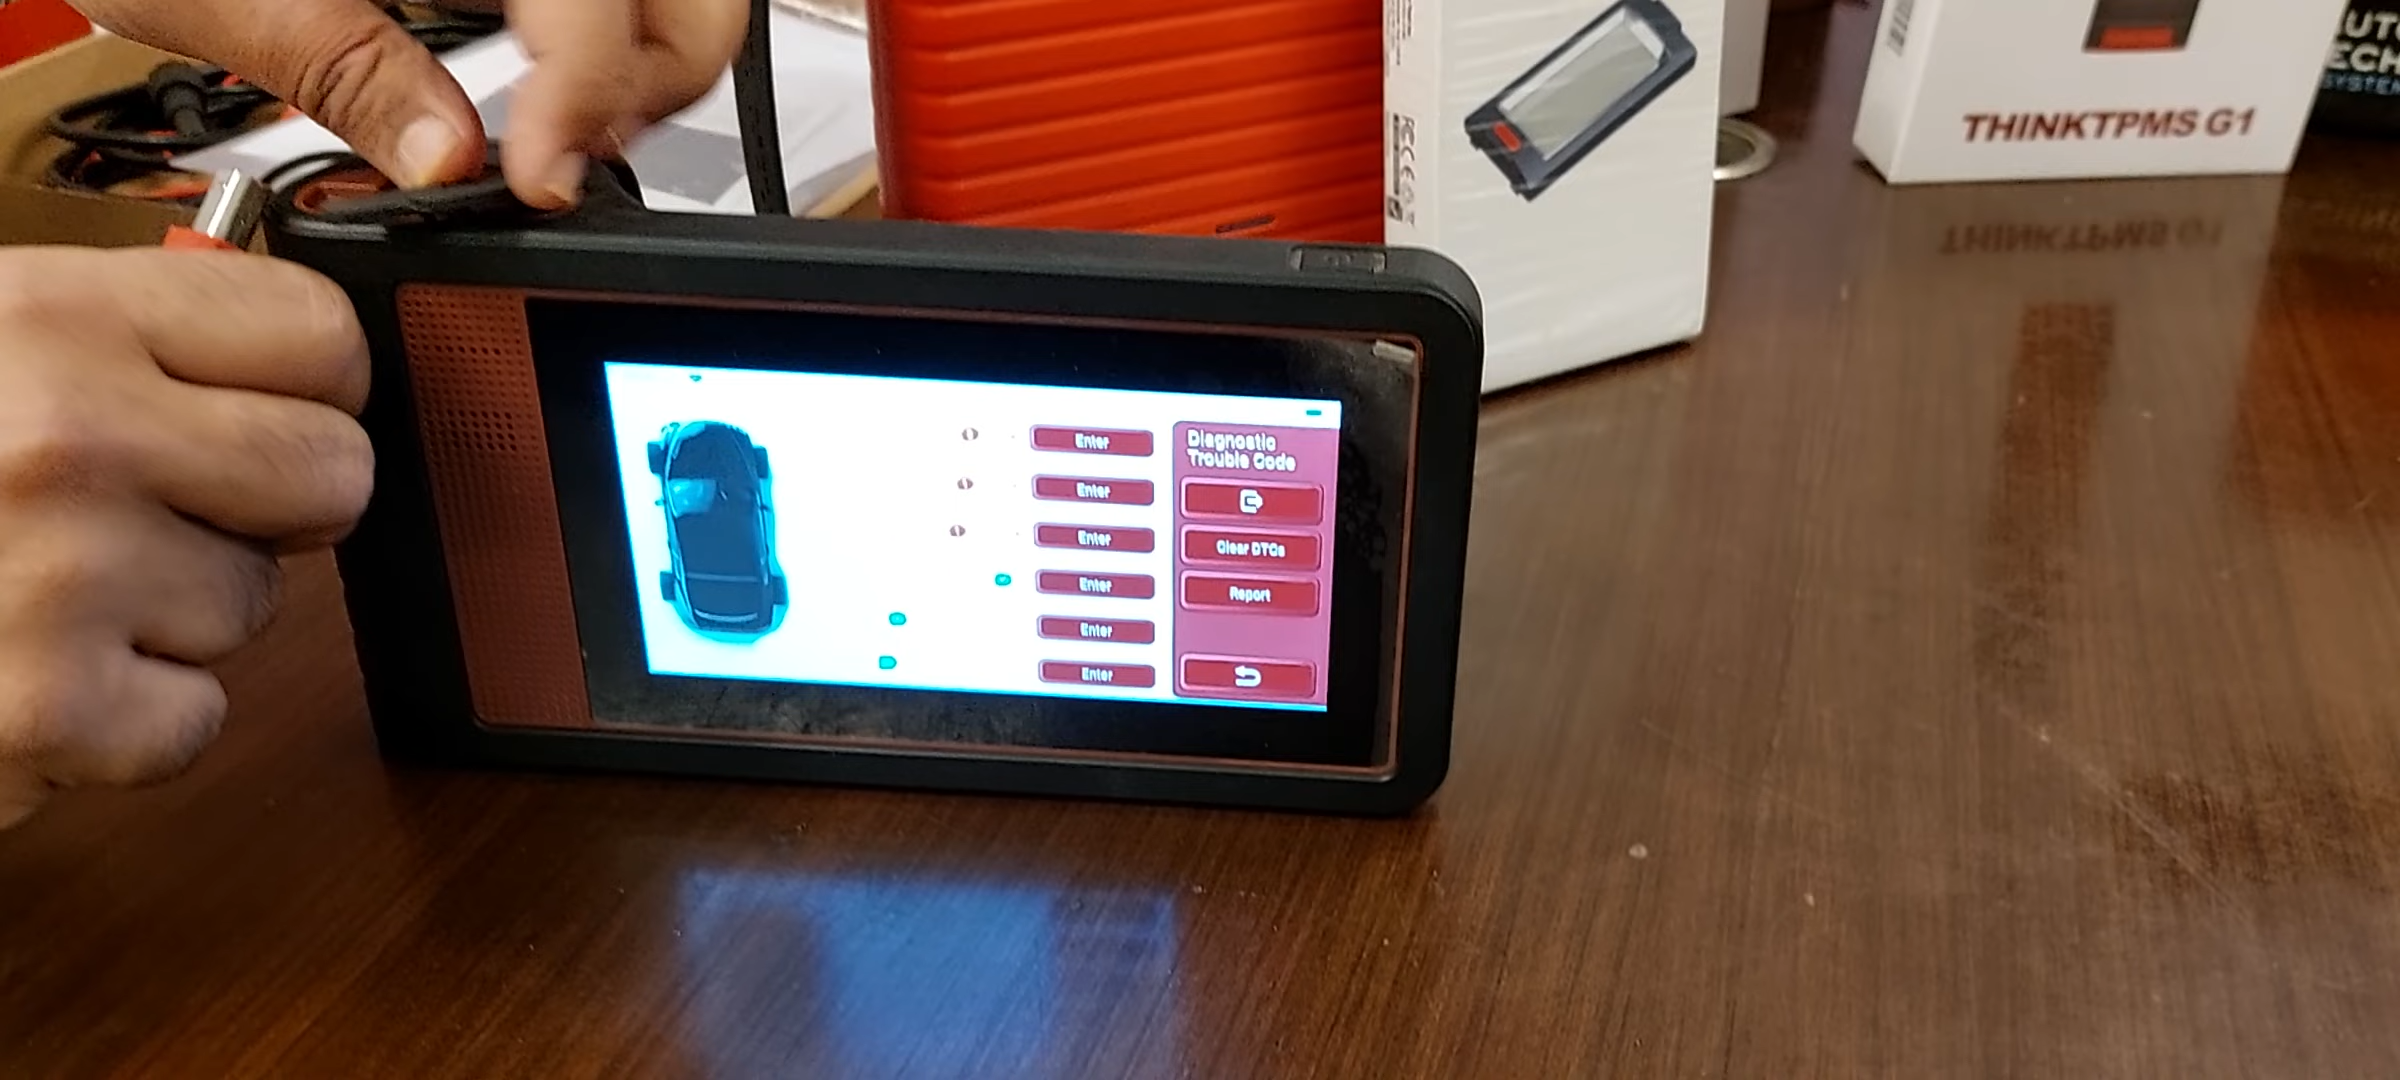 THINKTPMS G1
Enter
Enter
Enter
Enter
Enter
Enter
Diagnostic
Trouble Code
Clear DTCs
Report